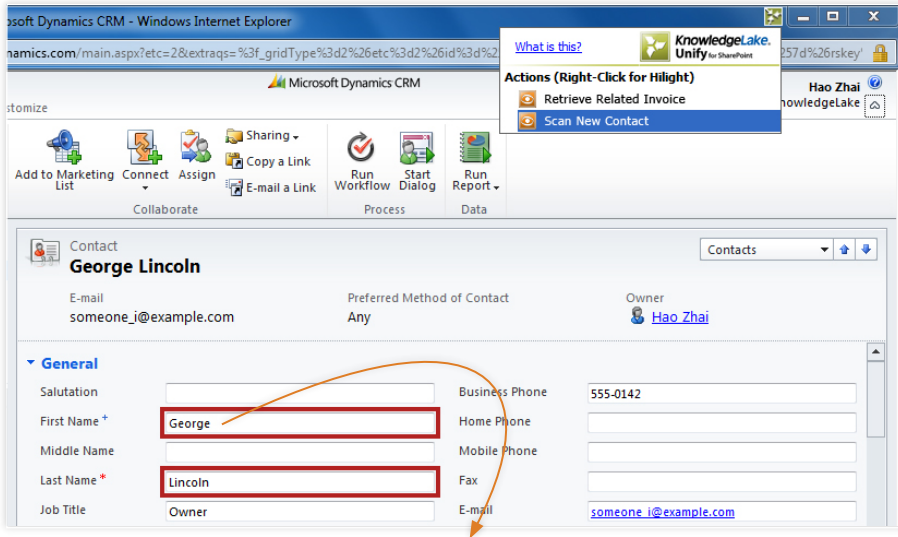 osoft Dynamics CRM - Windows Internet Explorer
namics.com/main.aspx?etc=2&extraqs=%3f_gridType%3d2%26etc%3d2%26id%3d%2
257d%26rskey
What is this?
KnowledgeLake.
Unify for SharePoint
Actions (Right-Click for Hilight)
Retrieve Related Invoice
Scan New Contact
Microsoft Dynamics CRM
Hao Zhai
nowledgeLake
stomize
Add to Marketing List
Connect
Assign
Sharing
Copy a Link
E-mail a Link
Run Workflow
Start Dialog
Run Report
Collaborate
Process
Data
Contact
George Lincoln
Contacts
E-mail
Preferred Method of Contact
Owner
someone_i@example.com
Any
Hao Zhai
General
Salutation
Business Phone
555-0142
First Name +
George
Home Phone
Middle Name
Mobile Phone
Last Name *
Lincoln
Fax
Job Title
Owner
E-mail
someone_i@example.com